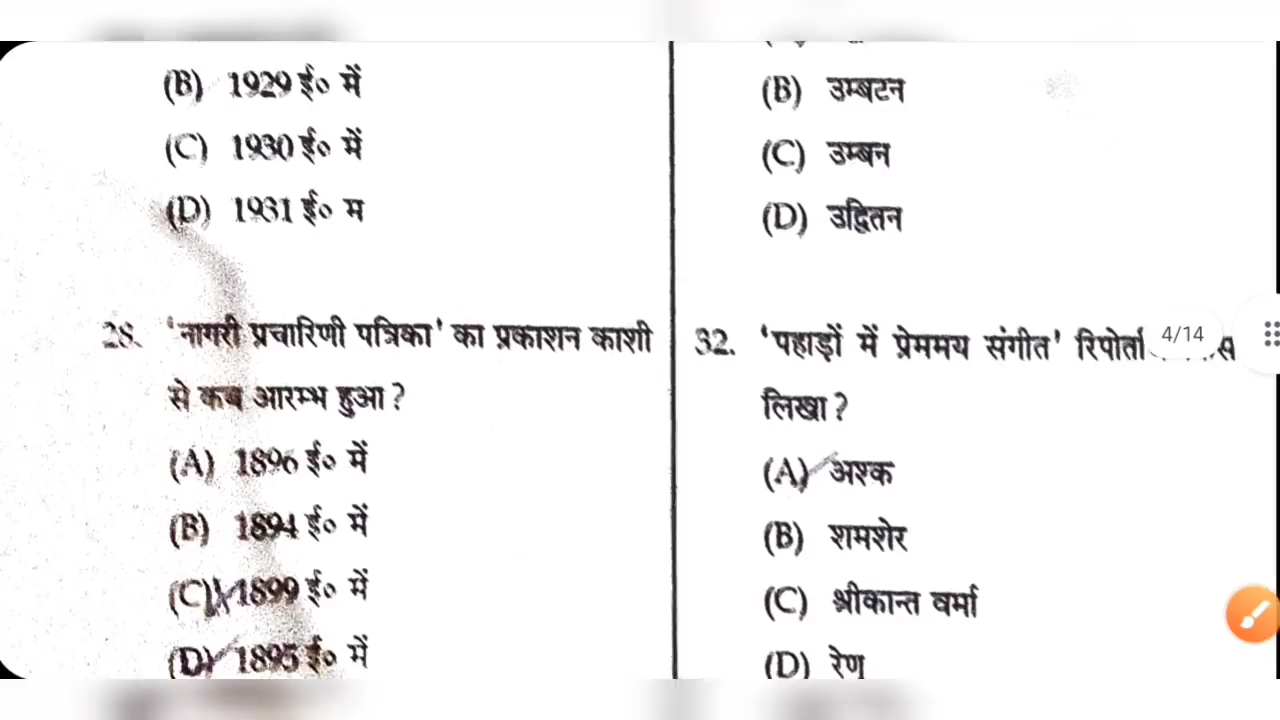 (B) 1929 ई० में
(C) 1930 ई० में
(D) 1931 ई० म
28. 'नागरी प्रचारिणी पत्रिका' का प्रकाशन काशी
से कब आरम्भ हुआ ?
(A) 1896 ई० में
(B) 1894 ई० में
(C) 1899 ई० में
(D) 1895 ई० में
(B) उम्बटन
(C) उम्बन
(D) उद्वितन
32. 'पहाड़ों में प्रेममय संगीत'
4/14
लिखा ?
(A) अश्क
(B) शमशेर
(C) श्रीकान्त वर्मा
(D) रेणु